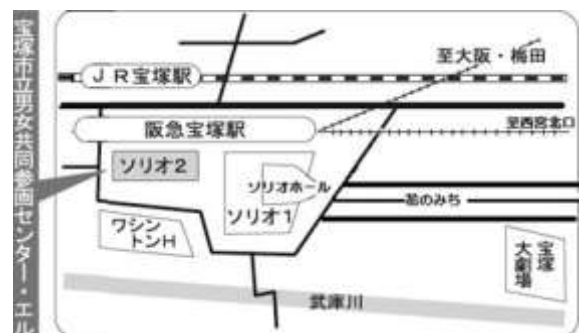 宝塚市立男女共同参画センター・エル
JR宝塚駅
至大阪・梅田
阪急宝塚駅
至西宮北口
ソリオ2
ソリオホール
ソリオ1
花のみち
ワシン
トンH
宝塚
大劇場
武庫川